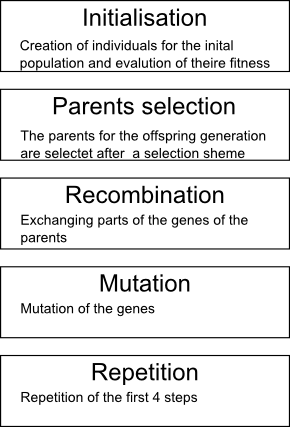 Initialisation
Creation of individuals for the inital
population and evalution of theire fitness
Parents selection
The parents for the offspring generation
are selectet after a selection sheme
Recombination
Exchanging parts of the genes of the
parents
Mutation
Mutation of the genes
Repetition
Repetition of the first 4 steps